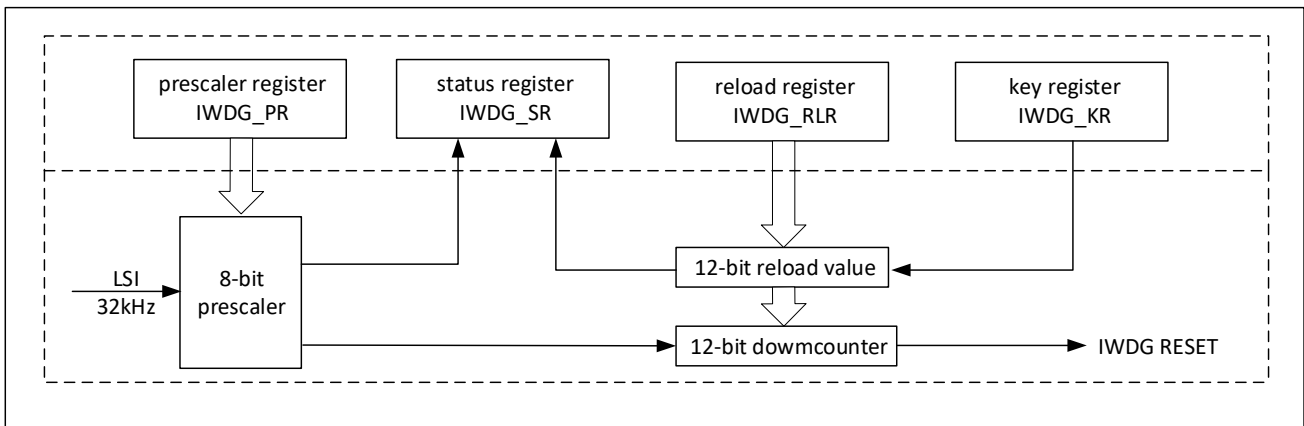 prescaler register
IWDG_PR
status register
IWDG_SR
reload register
IWDG_RLR
key register
IWDG_KR
LSI
32kHz
8-bit
prescaler
12-bit reload value
12-bit dowmcounter
IWDG RESET